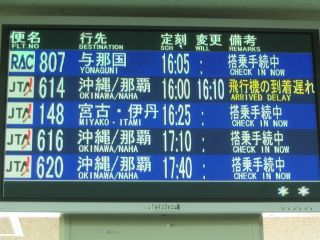 便名 行先 定刻 変更 備考
FLT.NO DESTINATION SCH WILL REMARKS
RAC 807 与那国 16:05 : 搭乗手続中
YONAGUNI CHECK IN NOW
JTA 614 沖縄/那覇 16:00 16:10 飛行機の到着遅れ
OKINAWA/NAHA ARRIVED DELAY
JTA 148 宮古・伊丹 16:25 : 搭乗手続中
MIYAKO・ITAMI CHECK IN NOW
JTA 616 沖縄/那覇 17:10 : 搭乗手続中
OKINAWA/NAHA CHECK IN NOW
JTA 620 沖縄/那覇 17:40 : 搭乗手続中
OKINAWA/NAHA CHECK IN NOW
＊＊